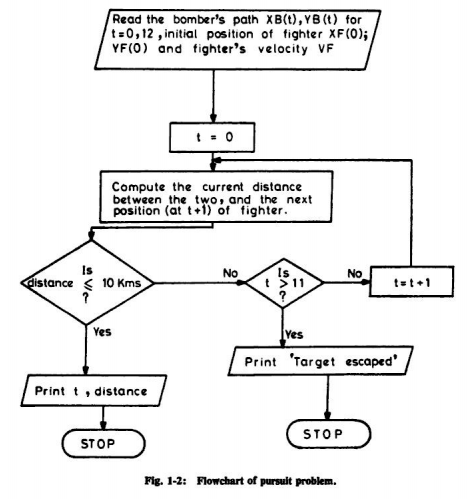 Read the bomber's path XB(t),YB(t) for
t=0,12,initial position of fighter XF(0);
YF(0) and fighter's velocity VF
t = 0
Compute the current distance
between the two, and the next
position (at t+1) of fighter.
Is
distance ≤ 10 Kms
?
No
Is
t > 11
?
No
t=t+1
Yes
Yes
Print t , distance
Print 'Target escaped'
STOP
STOP
Fig. 1-2: Flowchart of pursuit problem.